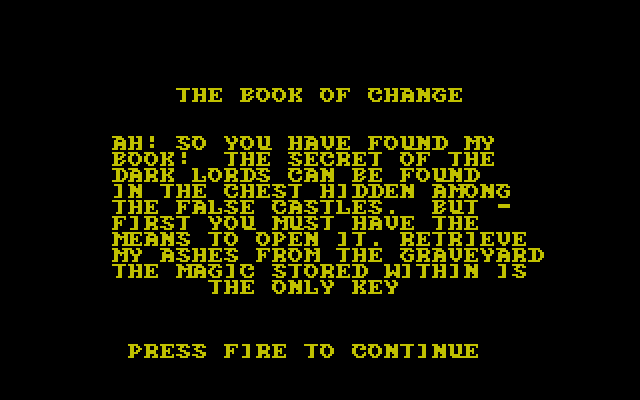 THE BOOK OF CHANGE
AH! SO YOU HAVE FOUND MY
BOOK!  THE SECRET OF THE
DARK LORDS CAN BE FOUND
IN THE CHEST HIDDEN AMONG
THE FALSE CASTLES.  BUT -
FIRST YOU MUST HAVE THE
MEANS TO OPEN IT. RETRIEVE
MY ASHES FROM THE GRAVEYARD
THE MAGIC STORED WITHIN IS
THE ONLY KEY
PRESS FIRE TO CONTINUE